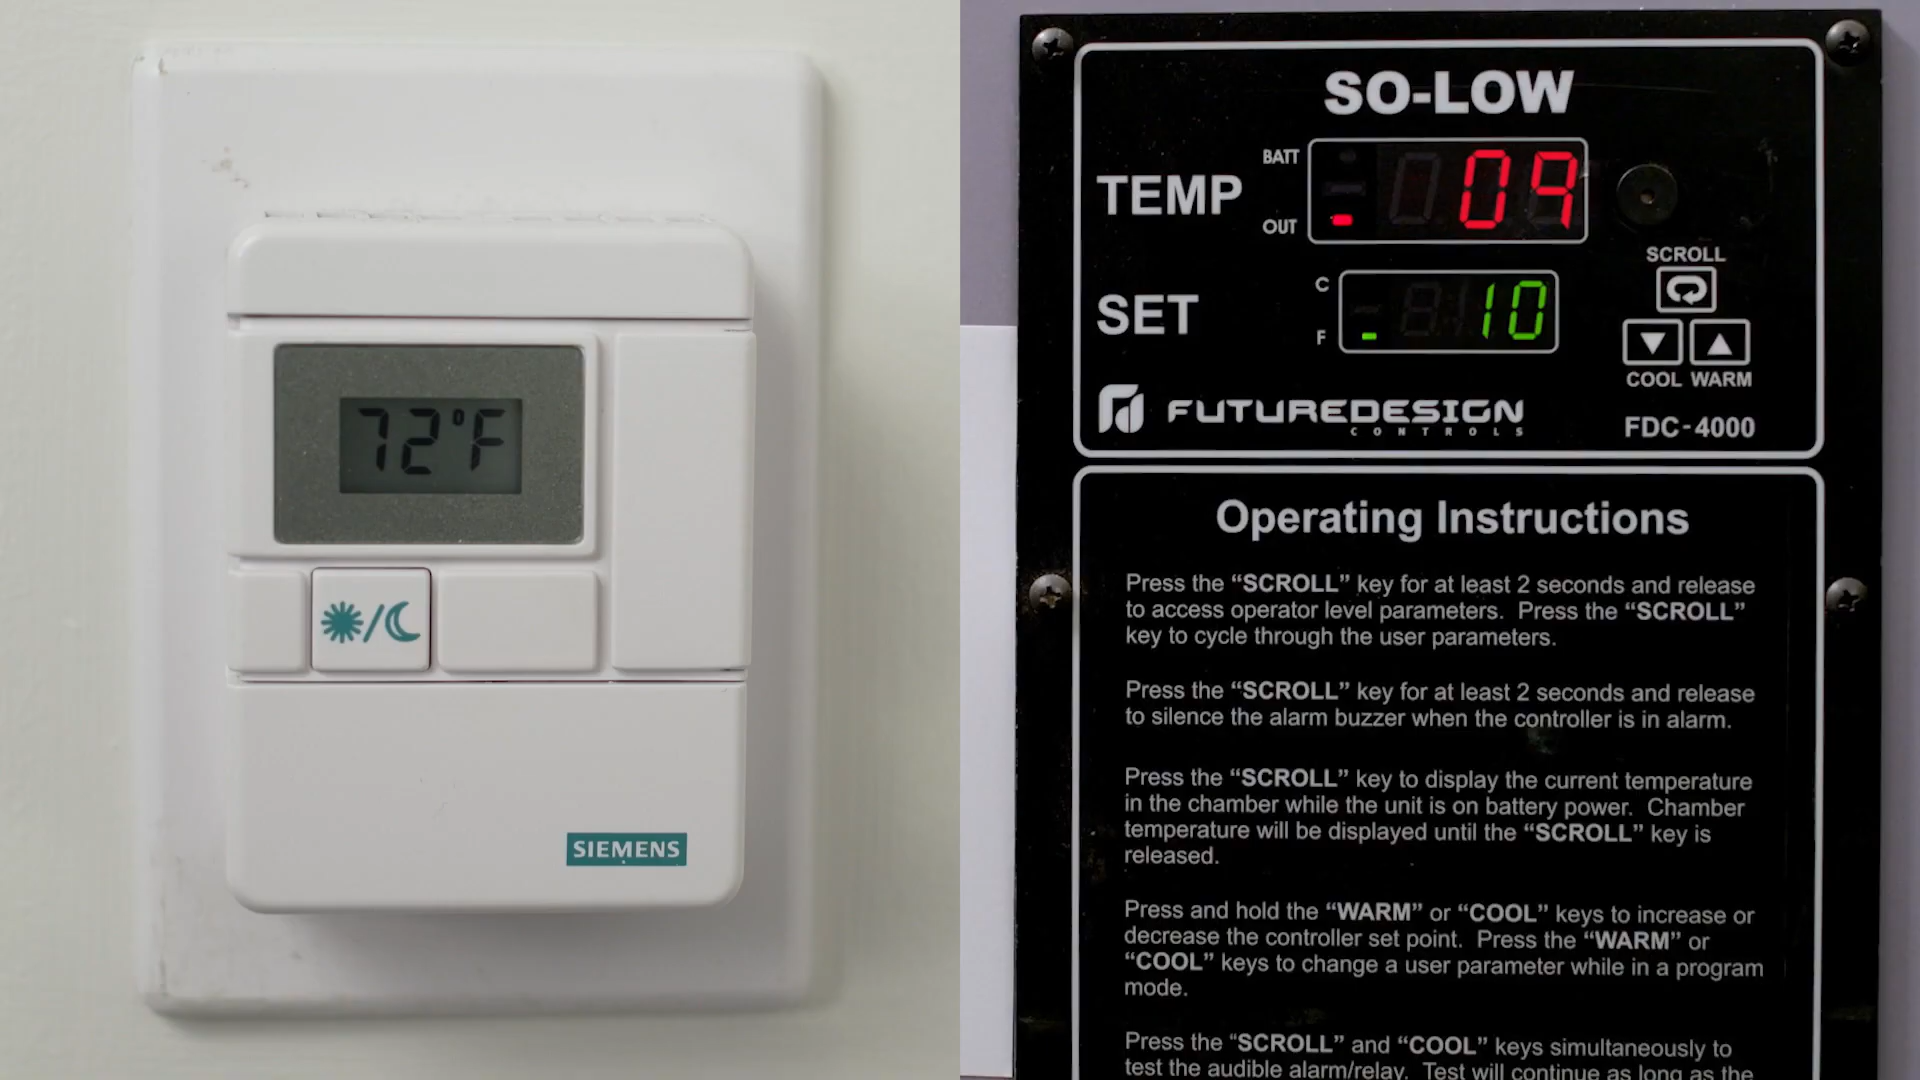 72°F
SIEMENS
SO-LOW
BATT
TEMP
09
OUT
SCROLL
C
SET
10
F
COOL WARM
FUTUREDESIGN
CONTROLS
FDC-4000
Operating Instructions
Press the “SCROLL” key for at least 2 seconds and release
to access operator level parameters. Press the “SCROLL”
key to cycle through the user parameters.
Press the “SCROLL” key for at least 2 seconds and release
to silence the alarm buzzer when the controller is in alarm.
Press the “SCROLL” key to display the current temperature
in the chamber while the unit is on battery power. Chamber
temperature will be displayed until the “SCROLL” key is
released.
Press and hold the “WARM” or “COOL” keys to increase or
decrease the controller set point. Press the “WARM” or
“COOL” keys to change a user parameter while in a program
mode.
Press the “SCROLL” and “COOL” keys simultaneously to
test the audible alarm/relay. Test will continue as long as the